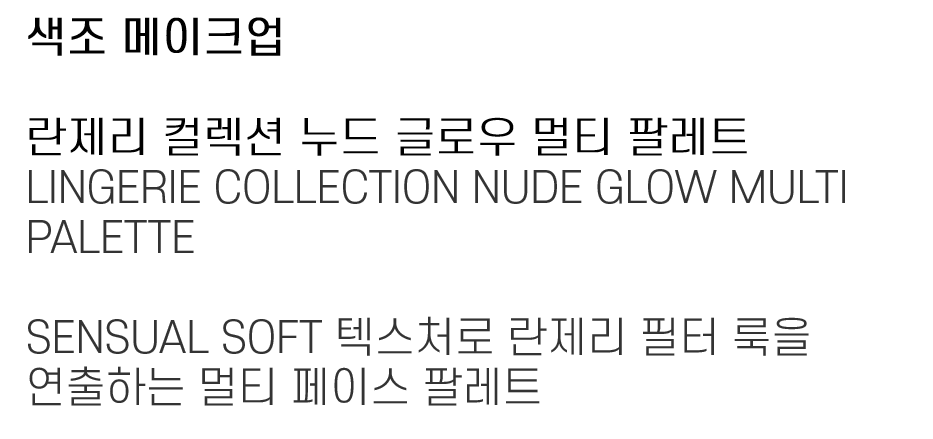 색조 메이크업
란제리 컬렉션 누드 글로우 멀티 팔레트
LINGERIE COLLECTION NUDE GLOW MULTI
PALETTE
SENSUAL SOFT 텍스처로 란제리 필터 룩을
연출하는 멀티 페이스 팔레트